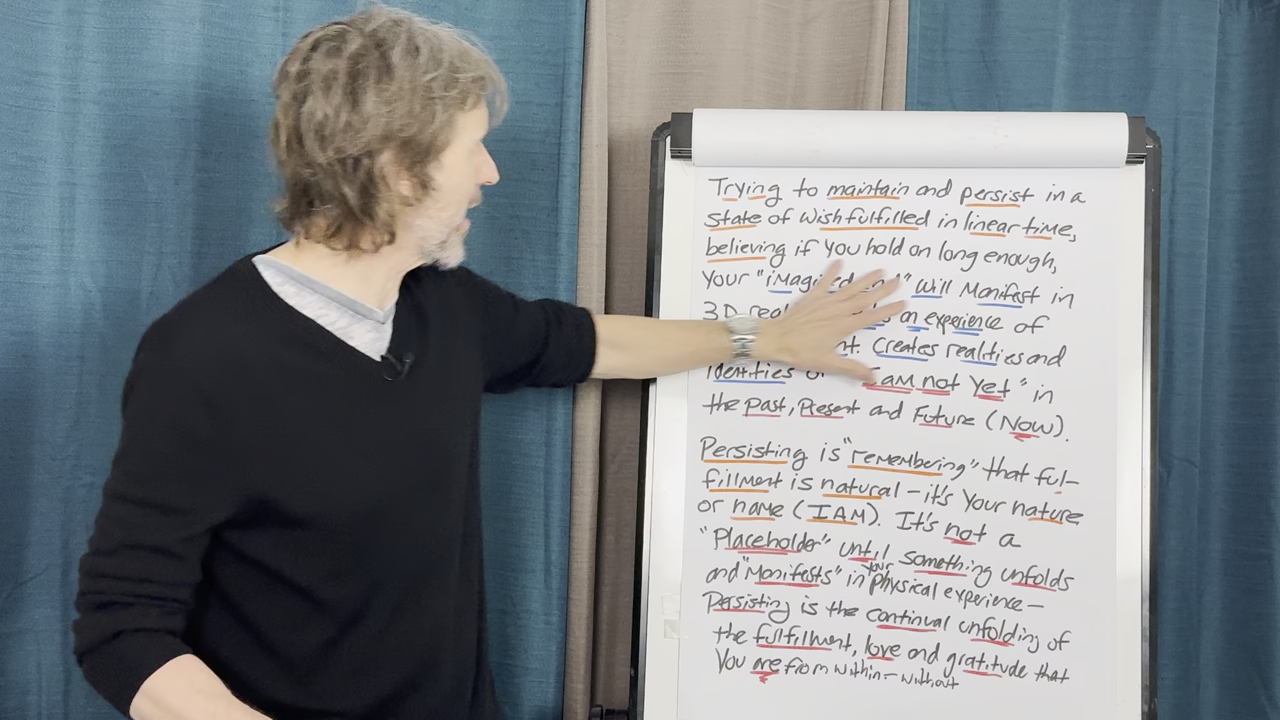 Trying to maintain and persist in a
State of wish fulfilled in linear time,
believing if you hold on long enough,
Your " " will Manifest in
3D an experience of
Creates realities and
identities am not Yet" in
the past, Present and Future (Now).
Persisting is "remembering" that ful-
fillment is natural – it's Your nature
or name (I AM). It's not a
"Placeholder" until something unfolds
and "Manifests" in your physical experience –
Persisting is the continual unfolding of
the fulfillment, love and gratitude that
You are from within – without